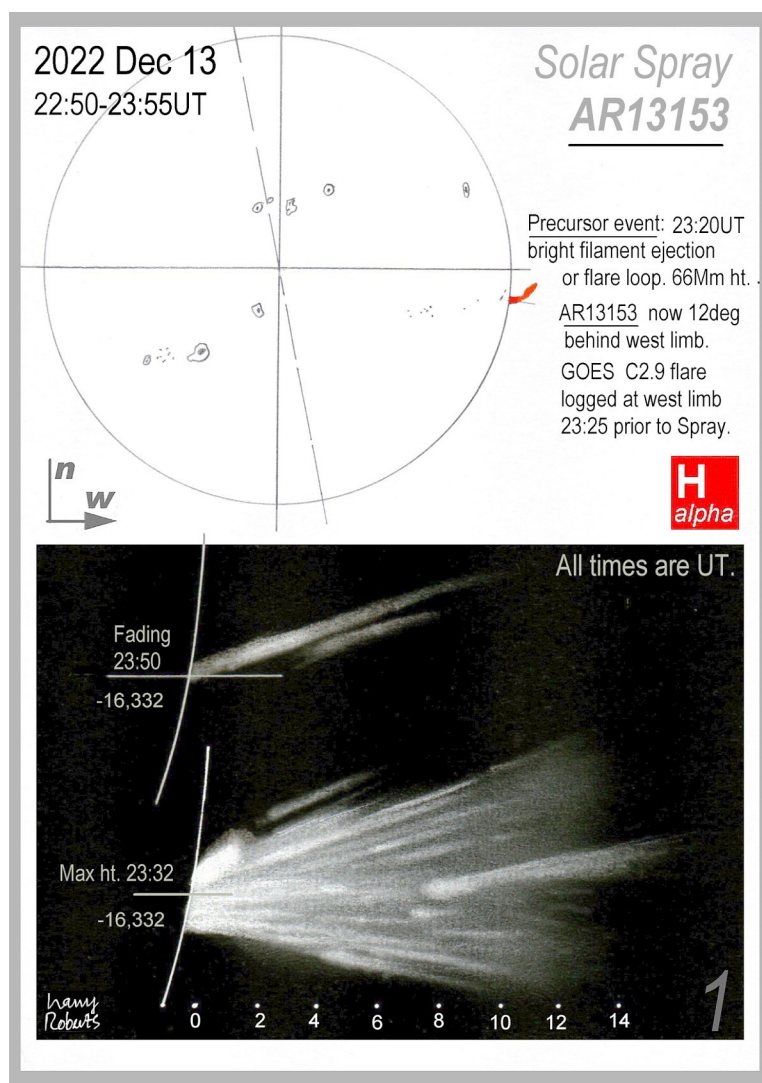 2022 Dec 13
22:50-23:55UT
Solar Spray
AR13153
Precursor event: 23:20UT
bright filament ejection
or flare loop. 66Mm ht. .
AR13153 now 12deg
behind west limb.
GOES C2.9 flare
logged at west limb
23:25 prior to Spray.
n
w
H
alpha
All times are UT.
Fading
23:50
-16,332
Max ht. 23:32
-16,332
Harry
Roberts
0 2 4 6 8 10 12 14
1